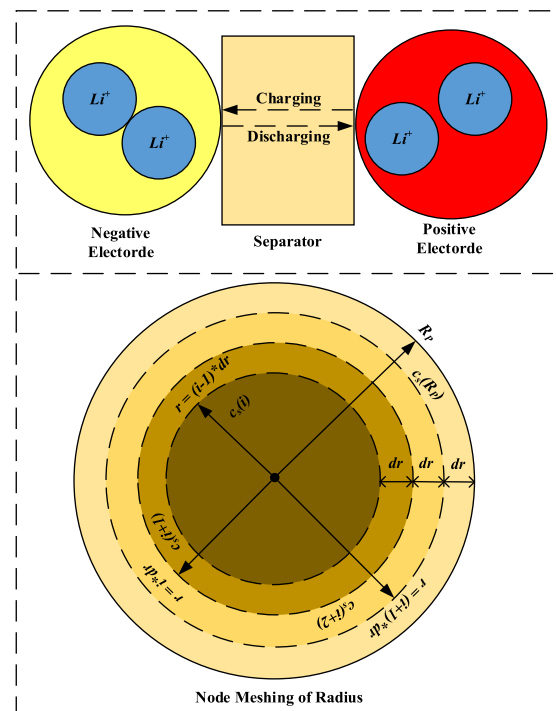 Li+
Li+
Charging
Discharging
Li+
Li+
Negative
Electorde
Separator
Positive
Electorde
RP
cs(RP)
r = (i-1)*dr
cs(i)
dr
dr
dr
cs(i+1)
r = i*dr
cs(i+2)
r = (i+1)*dr
Node Meshing of Radius